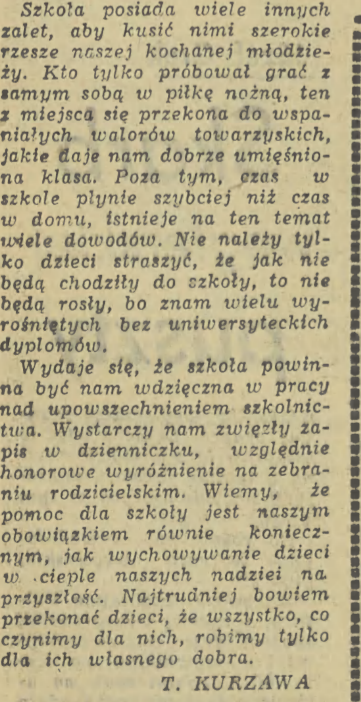 Szkoła posiada wiele innych
zalet, aby kusić nimi szerokie
rzesze naszej kochanej młodzie-
ży. Kto tylko próbował grać z
samym sobą w piłkę nożną, ten
z miejsca się przekona do wspa-
niałych walorów towarzyskich,
jakie daje nam dobrze umięśnio-
na klasa. Poza tym, czas w
szkole płynie szybciej niż czas
w domu, istnieje na ten temat
wiele dowodów. Nie należy tyl-
ko dzieci straszyć, że jak nie
będą chodziły do szkoły, to nie
będą rosły, bo znam wielu wy-
rośniętych bez uniwersyteckich
dyplomów.
Wydaje się, że szkoła powin-
na być nam wdzięczna w pracy
nad upowszechnieniem szkolnic-
twa. Wystarczy nam zwięzły za-
pis w dzienniczku, względnie
honorowe wyróżnienie na zebra-
niu rodzicielskim. Wiemy, że
pomoc dla szkoły jest naszym
obowiązkiem równie koniecz-
nym, jak wychowywanie dzieci
w cieple naszych nadziei na
przyszłość. Najtrudniej bowiem
przekonać dzieci, że wszystko, co
czynimy dla nich, robimy tylko
dla ich własnego dobra.
T. KURZAWA